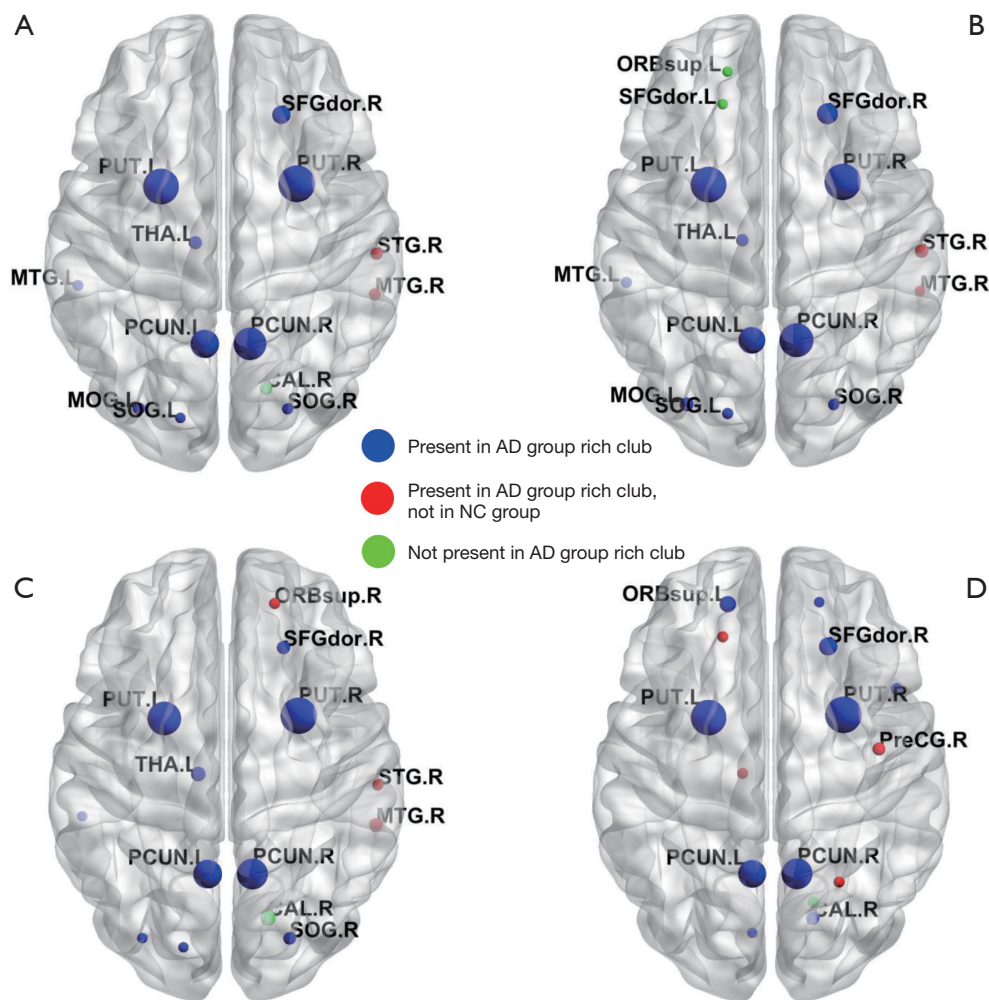 A
B
SFGdor.R
PUT.L
PUT.R
THA.L
STG.R
MTG.L
MTG.R
PCUN.L
PCUN.R
CAL.R
MOG.L
SOG.L
SOG.R
ORBsup.L
SFGdor.L
SFGdor.R
PUT.L
PUT.R
THA.L
STG.R
MTG.L
MTG.R
PCUN.L
PCUN.R
MOG.L
SOG.L
SOG.R
Present in AD group rich club
Present in AD group rich club,
not in NC group
Not present in AD group rich club
C
D
ORBsup.R
SFGdor.R
PUT.L
PUT.R
THA.L
STG.R
MTG.R
PCUN.L
PCUN.R
CAL.R
SOG.R
ORBsup.L
SFGdor.R
PUT.L
PUT.R
PreCG.R
PCUN.L
PCUN.R
CAL.R